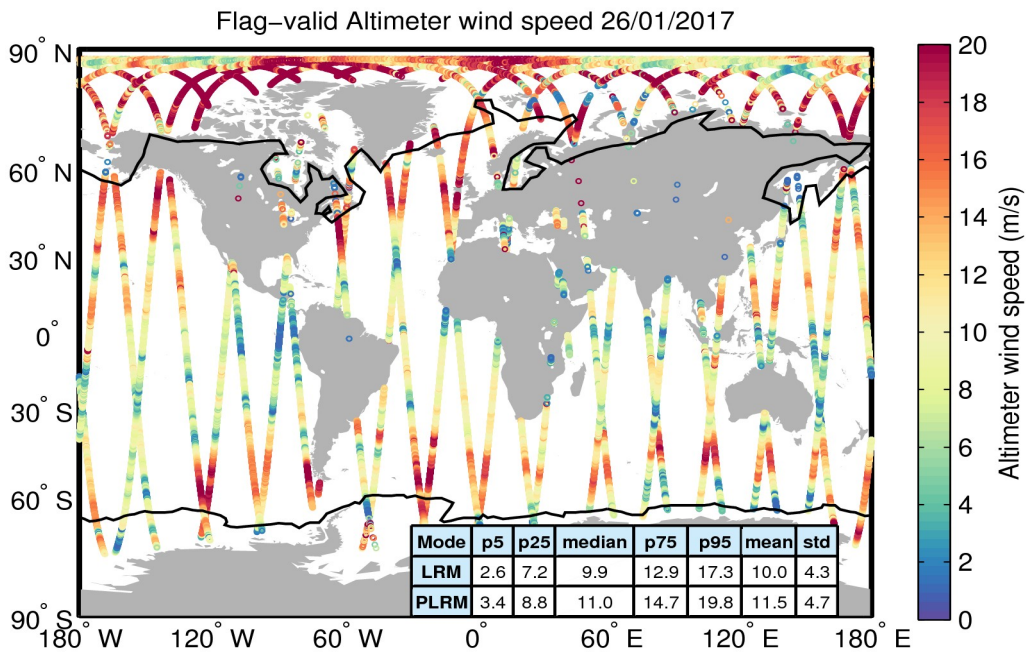 Flag−valid Altimeter wind speed 26/01/2017
90° N
60° N
30° N
0°
30° S
60° S
90° S
180° W
120° W
60° W
0°
60° E
120° E
180° E
Mode p5 p25 median p75 p95 mean std
LRM 2.6 7.2 9.9 12.9 17.3 10.0 4.3
PLRM 3.4 8.8 11.0 14.7 19.8 11.5 4.7
20
18
16
14
12
10
8
6
4
2
0
Altimeter wind speed (m/s)